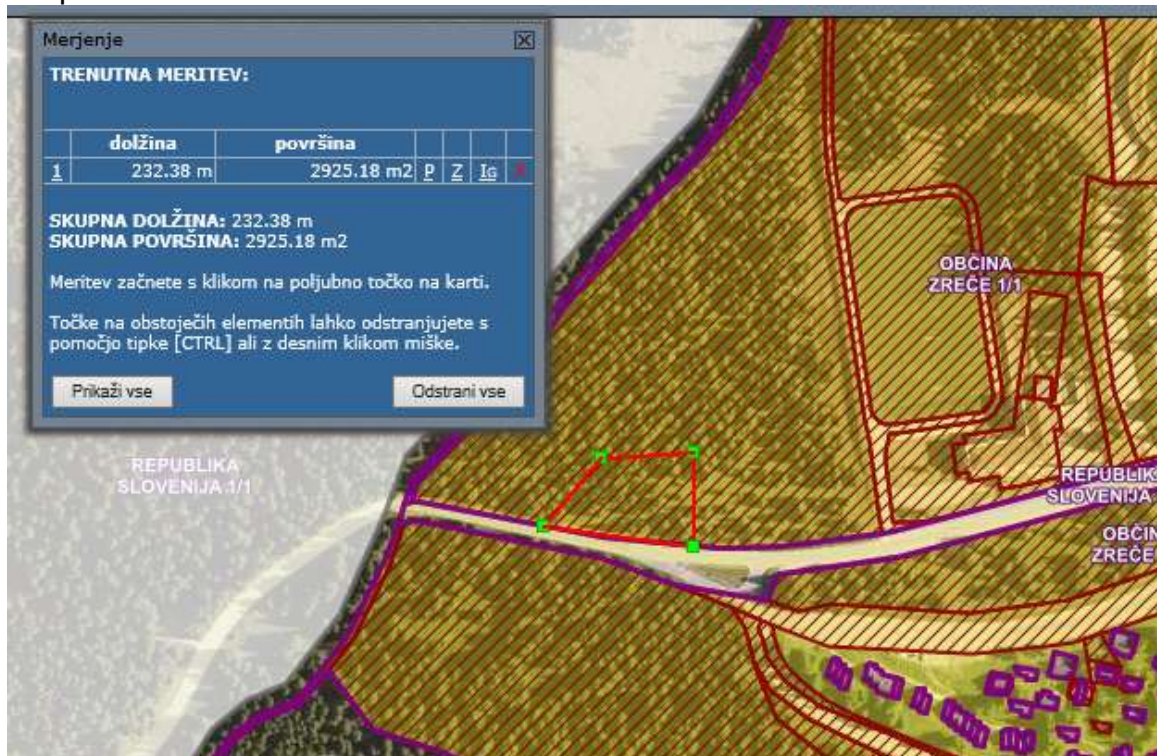 Merjenje
TRENUTNA MERITEV:
dolžina površina
1 232.38 m 2925.18 m2 P Z IG X
SKUPNA DOLŽINA: 232.38 m
SKUPNA POVRŠINA: 2925.18 m2
Meritev začnete s klikom na poljubno točko na karti.
Točke na obstoječih elementih lahko odstranjujete s
pomočjo tipke [CTRL] ali z desnim klikom miške.
Prikaži vse Odstrani vse
OBČINA
ZREČE 1/1
REPUBLIKA
SLOVENIJA 1/1
REPUBLIK
SLOVENIJA
OBČIN
ZREČE